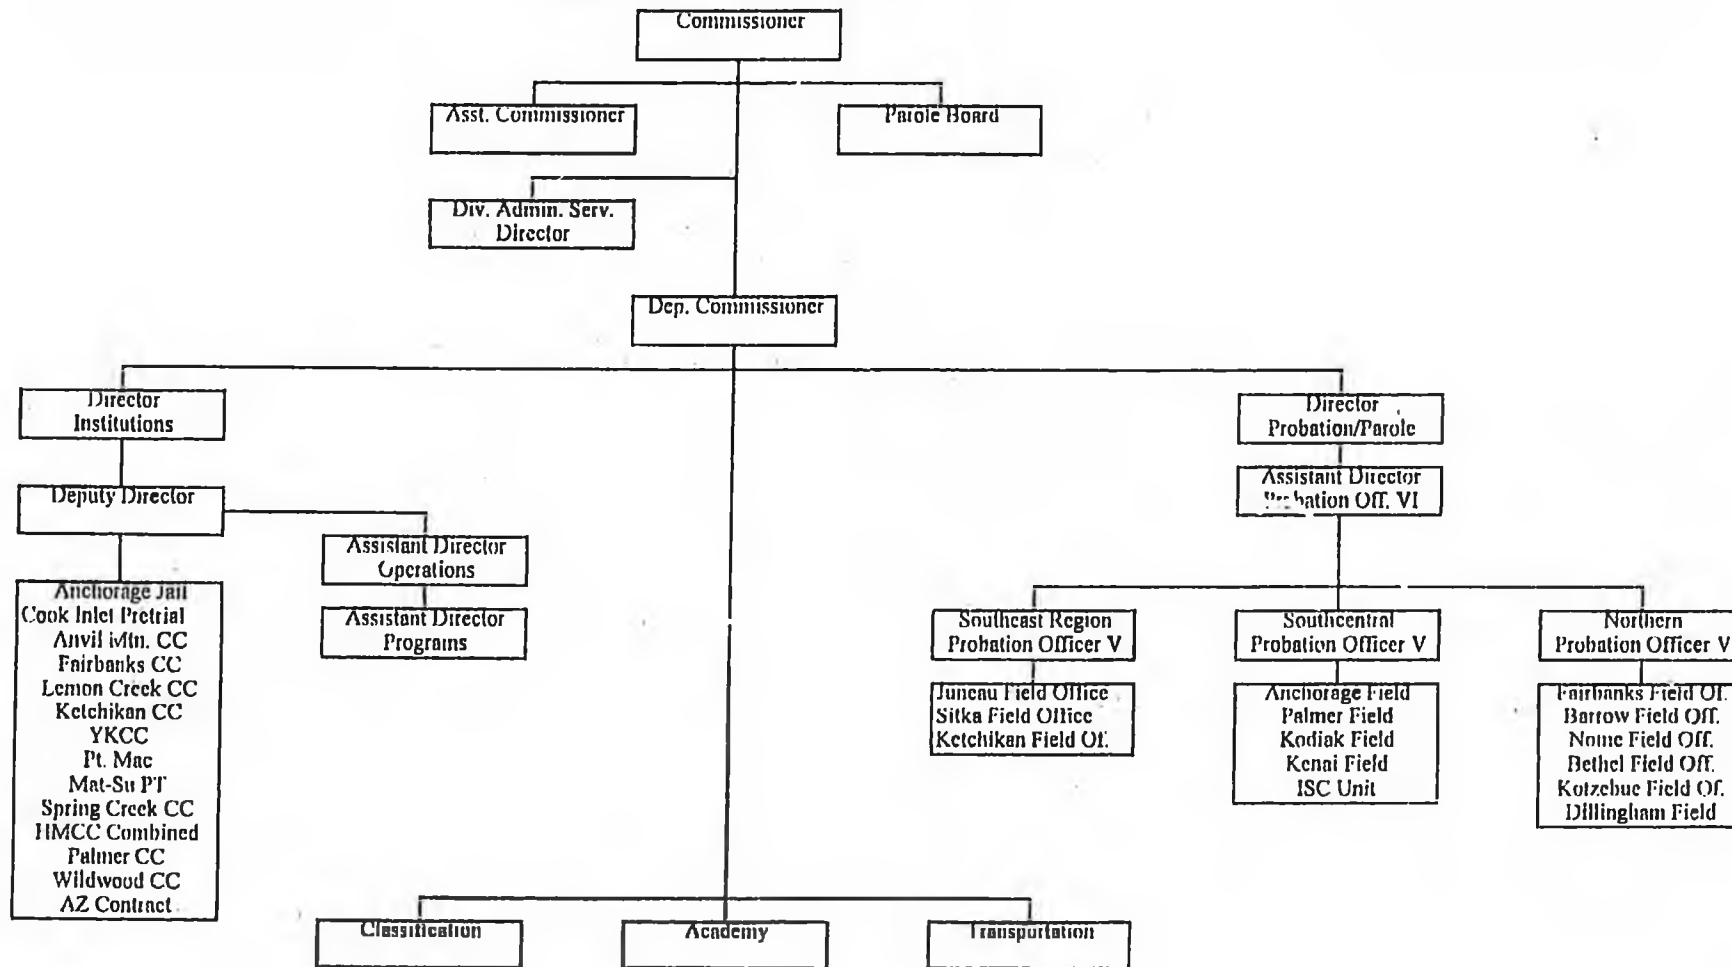 Commissioner
Asst. Commissioner
Parole Board
Div. Admin. Serv.
Director
Dep. Commissioner
Director
Institutions
Director
Probation/Parole
Deputy Director
Assistant Director
Probation Off. VI
Assistant Director
Operations
Assistant Director
Programs
Anchorage Jail
Cook Inlet Pretrial
Anvil Mtn. CC
Fairbanks CC
Lemon Creek CC
Ketchikan CC
YKCC
Pt. Mac
Mat-Su PT
Spring Creek CC
HMCC Combined
Palmer CC
Wildwood CC
AZ Contract
Southeast Region
Probation Officer V
Juneau Field Office
Sitka Field Office
Ketchikan Field Of.
Southcentral
Probation Officer V
Anchorage Field
Palmer Field
Kodiak Field
Kenai Field
ISC Unit
Northern
Probation Officer V
Fairbanks Field Of.
Barrow Field Off.
Nome Field Off.
Bethel Field Off.
Kotzebue Field Of.
Dillingham Field
Classification
Academy
Transportation